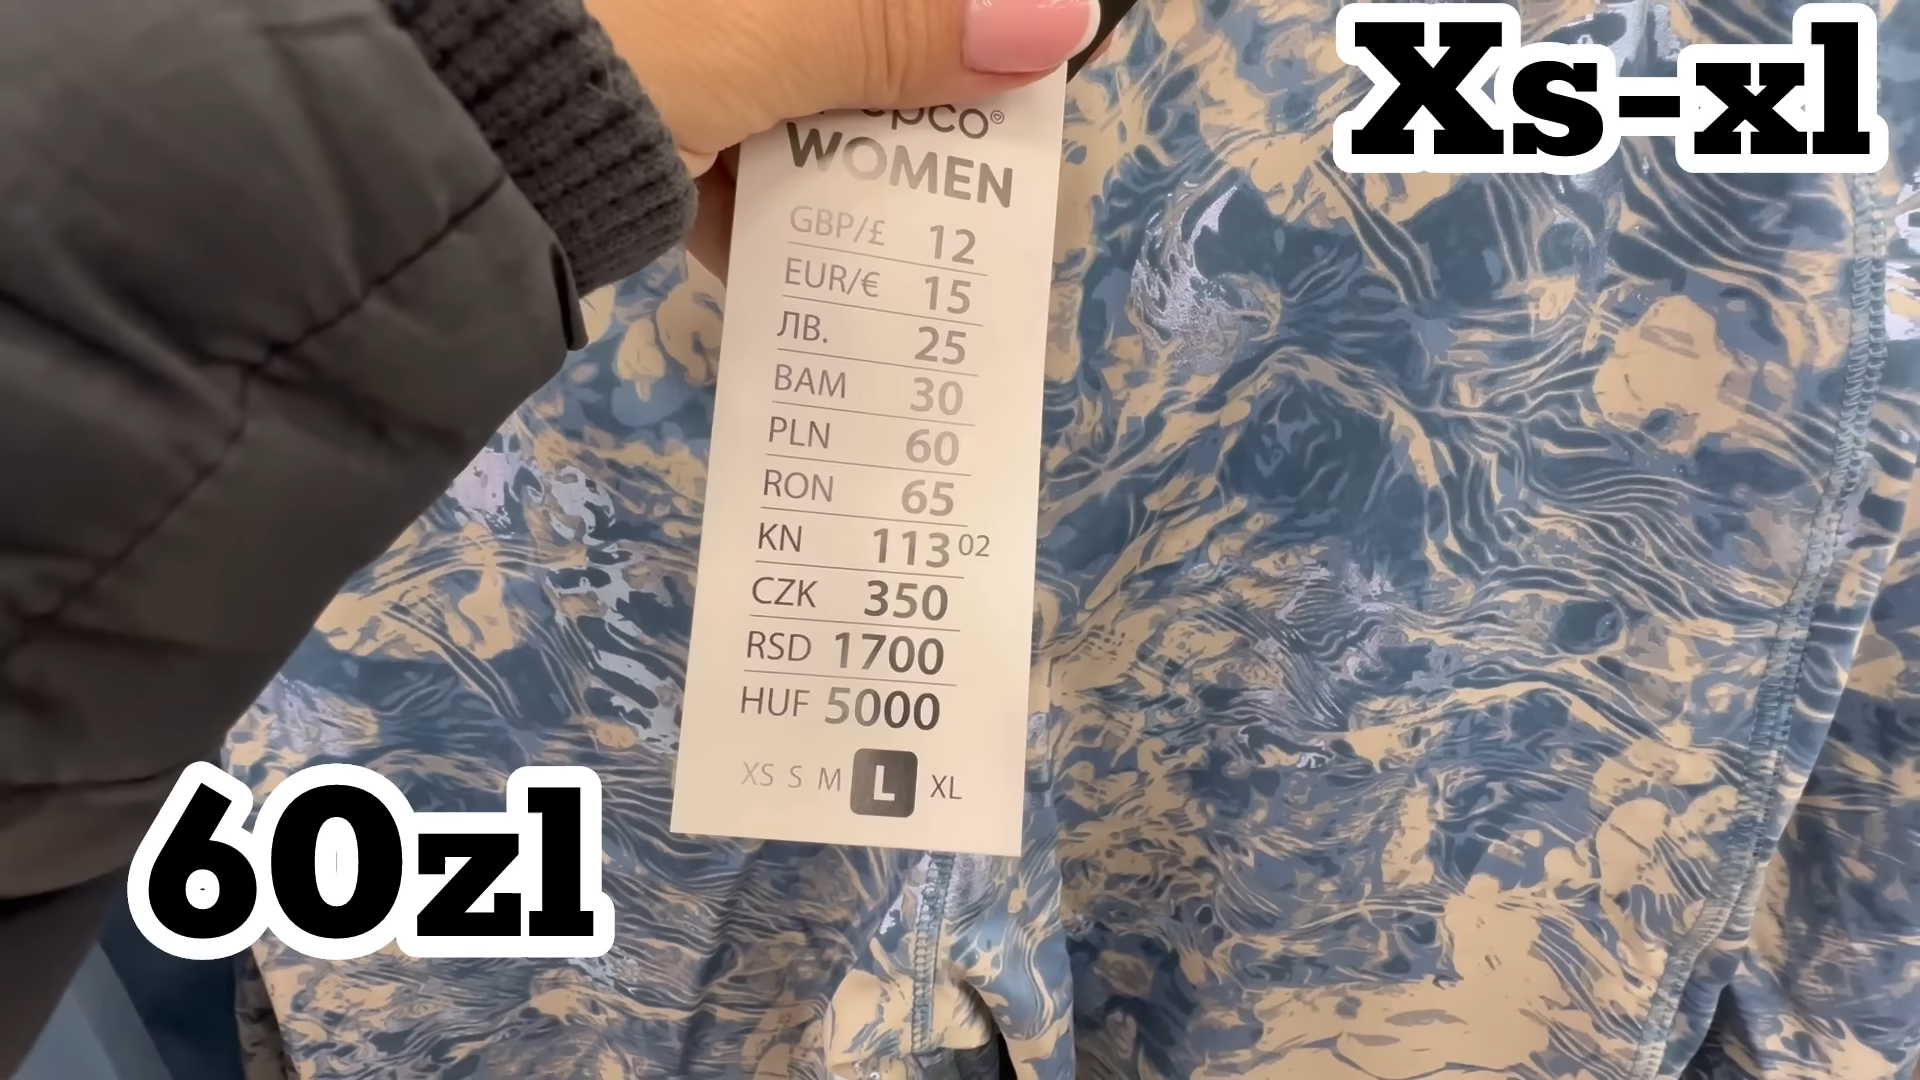 Xs-xl
epco
WOMEN
GBP/£ 12
EUR/€ 15
ЛВ. 25
BAM 30
PLN 60
RON 65
KN 113 02
CZK 350
RSD 1700
HUF 5000
XS S M L XL
60zl